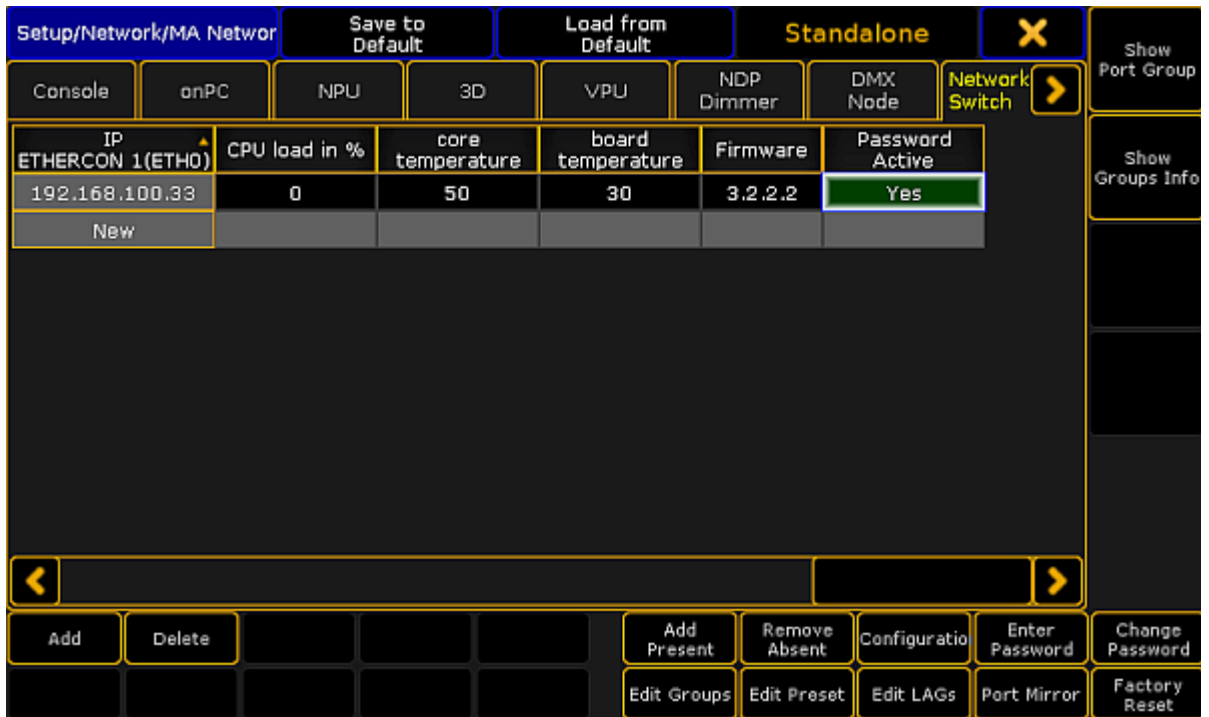 Setup/Netwo/MA Networ
Save to
Default
Load from
Default
Standalone
Show
Port Group
Console
onPC
NPU
3D
VPU
NDP
Dimmer
DMX
Node
Network
Switch
IP
ETHERCON 1(ETH0)
CPU load in %
core
temperature
board
temperature
Firmware
Password
Active
Show
Groups Info
192.168.100.33
0
50
30
3.2.2.2
Yes
New
Add
Delete
Add
Present
Remove
Absent
Configuratio
Enter
Password
Change
Password
Edit Groups
Edit Preset
Edit LAGs
Port Mirror
Factory
Reset